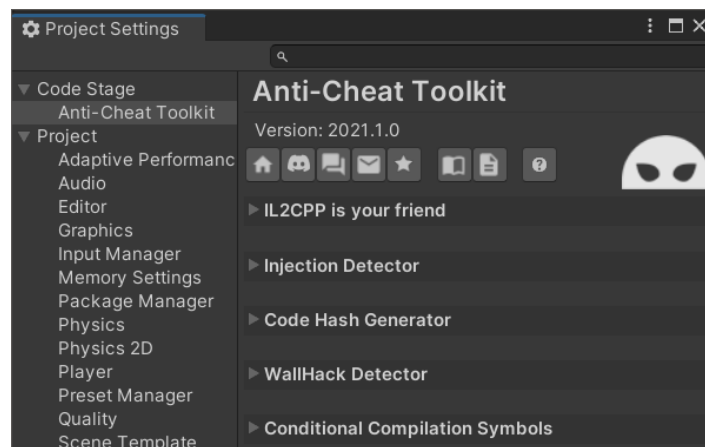 Project Settings
Code Stage
Anti-Cheat Toolkit
Project
Adaptive Performanc
Audio
Editor
Graphics
Input Manager
Memory Settings
Package Manager
Physics
Physics 2D
Player
Preset Manager
Quality
Scene Template
Anti-Cheat Toolkit
Version: 2021.1.0
IL2CPP is your friend
Injection Detector
Code Hash Generator
WallHack Detector
Conditional Compilation Symbols